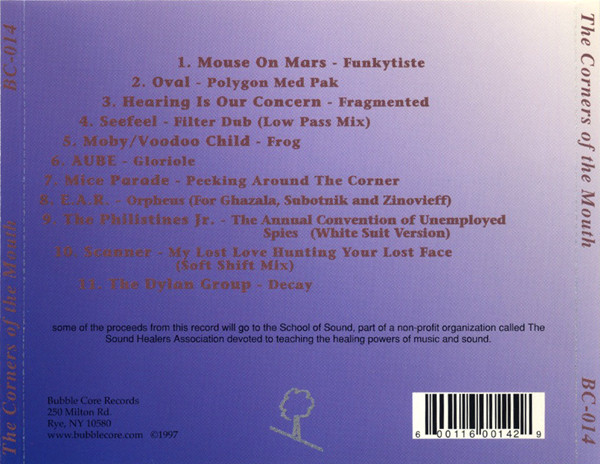 The Corners of the Mouth
BC-014
1. Mouse On Mars - Funkytiste
2. Oval - Polygon Med Pak
3. Hearing Is Our Concern - Fragmented
4. Seefeel - Filter Dub (Low Pass Mix)
5. Moby/Voodoo Child - Frog
6. AUBE - Gloriole
7. Mice Parade - Peeking Around The Corner
8. E.A.R. - Orpheus (For Ghazala, Subotnik and Zinovieff)
9. The Philistines Jr. - The Annual Convention of Unemployed
Spies (White Suit Version)
10. Scanner - My Lost Love Hunting Your Lost Face
(Soft Shift Mix)
11. The Dylan Group - Decay
some of the proceeds from this record will go to the School of Sound, part of a non-profit organization called The
Sound Healers Association devoted to teaching the healing powers of music and sound.
Bubble Core Records
250 Milton Rd.
Rye, NY 10580
www.bubblecore.com ©1997
6 00116 00142 9
The Corners of the Mouth
BC-014